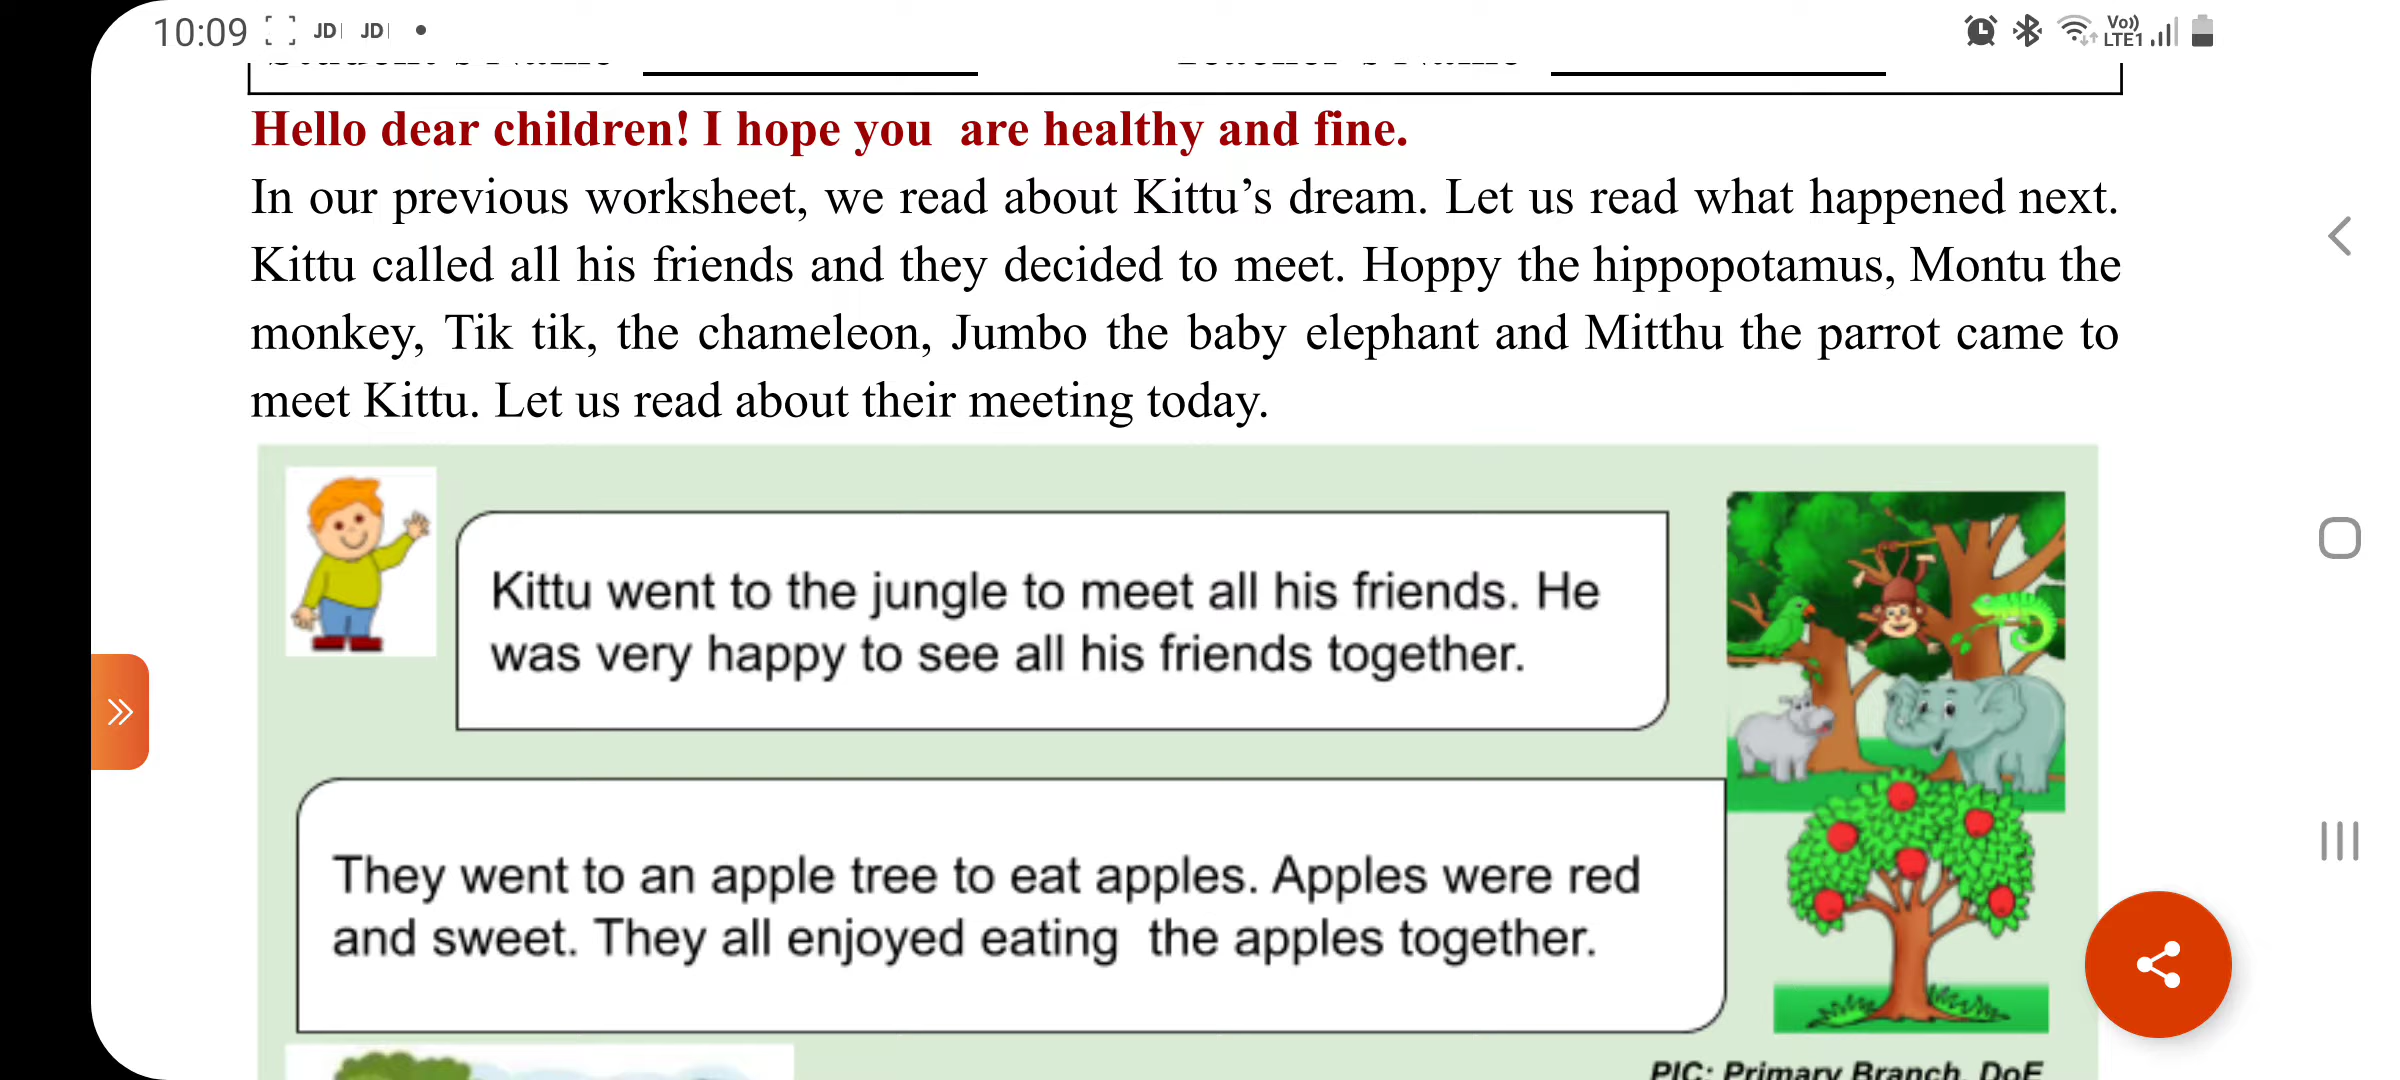 10:09 JD JD
Vo)) LTE1
Hello dear children! I hope you  are healthy and fine.
In our previous worksheet, we read about Kittu’s dream. Let us read what happened next.
Kittu called all his friends and they decided to meet. Hoppy the hippopotamus, Montu the
monkey, Tik tik, the chameleon, Jumbo the baby elephant and Mitthu the parrot came to
meet Kittu. Let us read about their meeting today.
Kittu went to the jungle to meet all his friends. He
was very happy to see all his friends together.
They went to an apple tree to eat apples. Apples were red
and sweet. They all enjoyed eating  the apples together.
PIC: Primary Branch, DoE